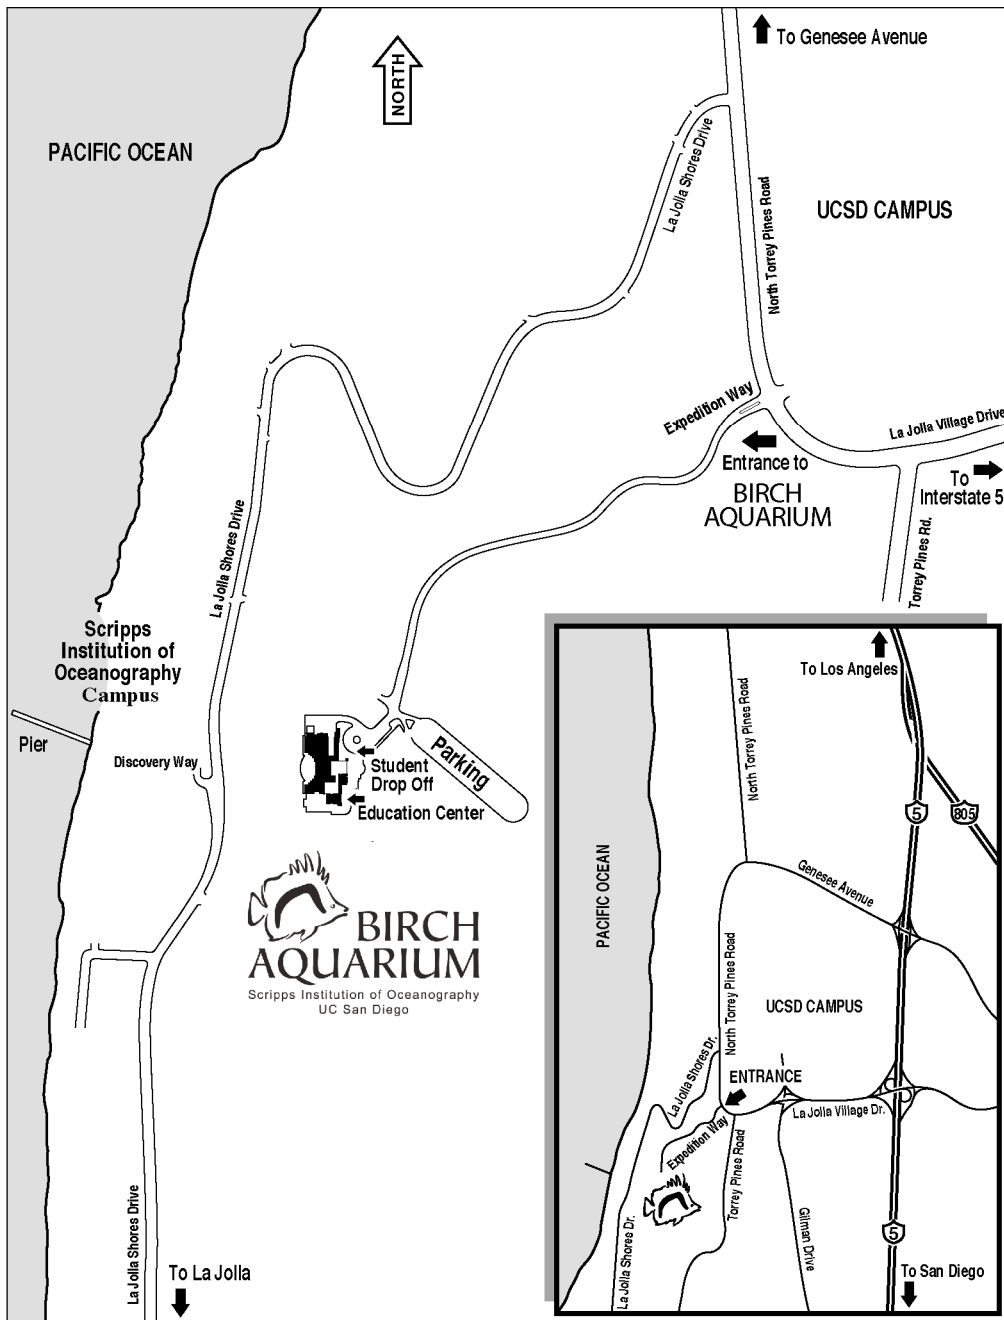 To Genesee Avenue
NORTH
PACIFIC OCEAN
La Jolla Shores Drive
North Torrey Pines Road
UCSD CAMPUS
Expedition Way
La Jolla Village Drive
Entrance to
BIRCH
AQUARIUM
To
Interstate 5
La Jolla Shores Drive
Torrey Pines Rd.
Scripps
Institution of
Oceanography
Campus
Pier
Discovery Way
Parking
Student
Drop Off
Education Center
BIRCH
AQUARIUM
Scripps Institution of Oceanography
UC San Diego
La Jolla Shores Drive
To La Jolla
To Los Angeles
North Torrey Pines Road
5
805
PACIFIC OCEAN
Genesee Avenue
North Torrey Pines Road
UCSD CAMPUS
La Jolla Shores Dr.
ENTRANCE
La Jolla Village Dr.
Expedition Way
Torrey Pines Road
Gilman Drive
La Jolla Shores Dr.
5
To San Diego